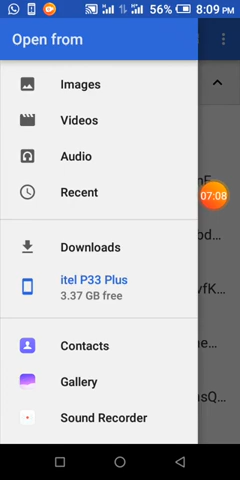 56% 8:09 PM
Open from
Images
Videos
Audio
Recent
07:08
Downloads
itel P33 Plus
3.37 GB free
Contacts
Gallery
Sound Recorder